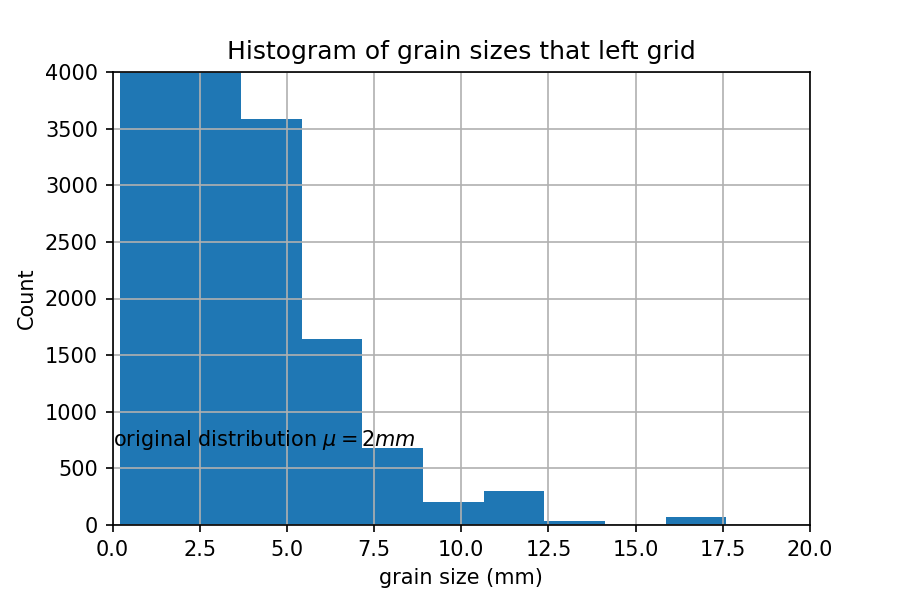 Histogram of grain sizes that left grid
4000
3500
3000
2500
2000
1500
1000
500
0
Count
original distribution μ = 2mm
0.0 2.5 5.0 7.5 10.0 12.5 15.0 17.5 20.0
grain size (mm)